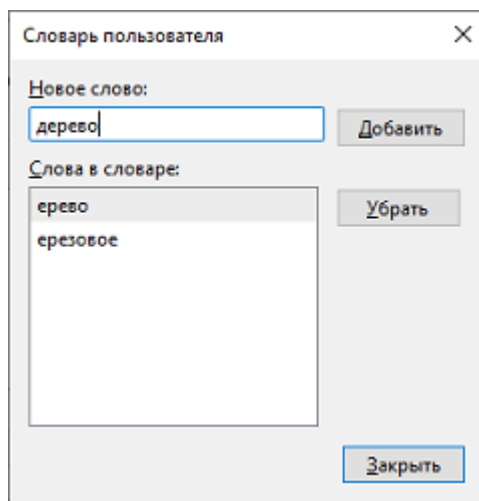 Словарь пользователя
Новое слово:
дерево
Добавить
Слова в словаре:
ерево
Убрать
ерезовое
Закрыть